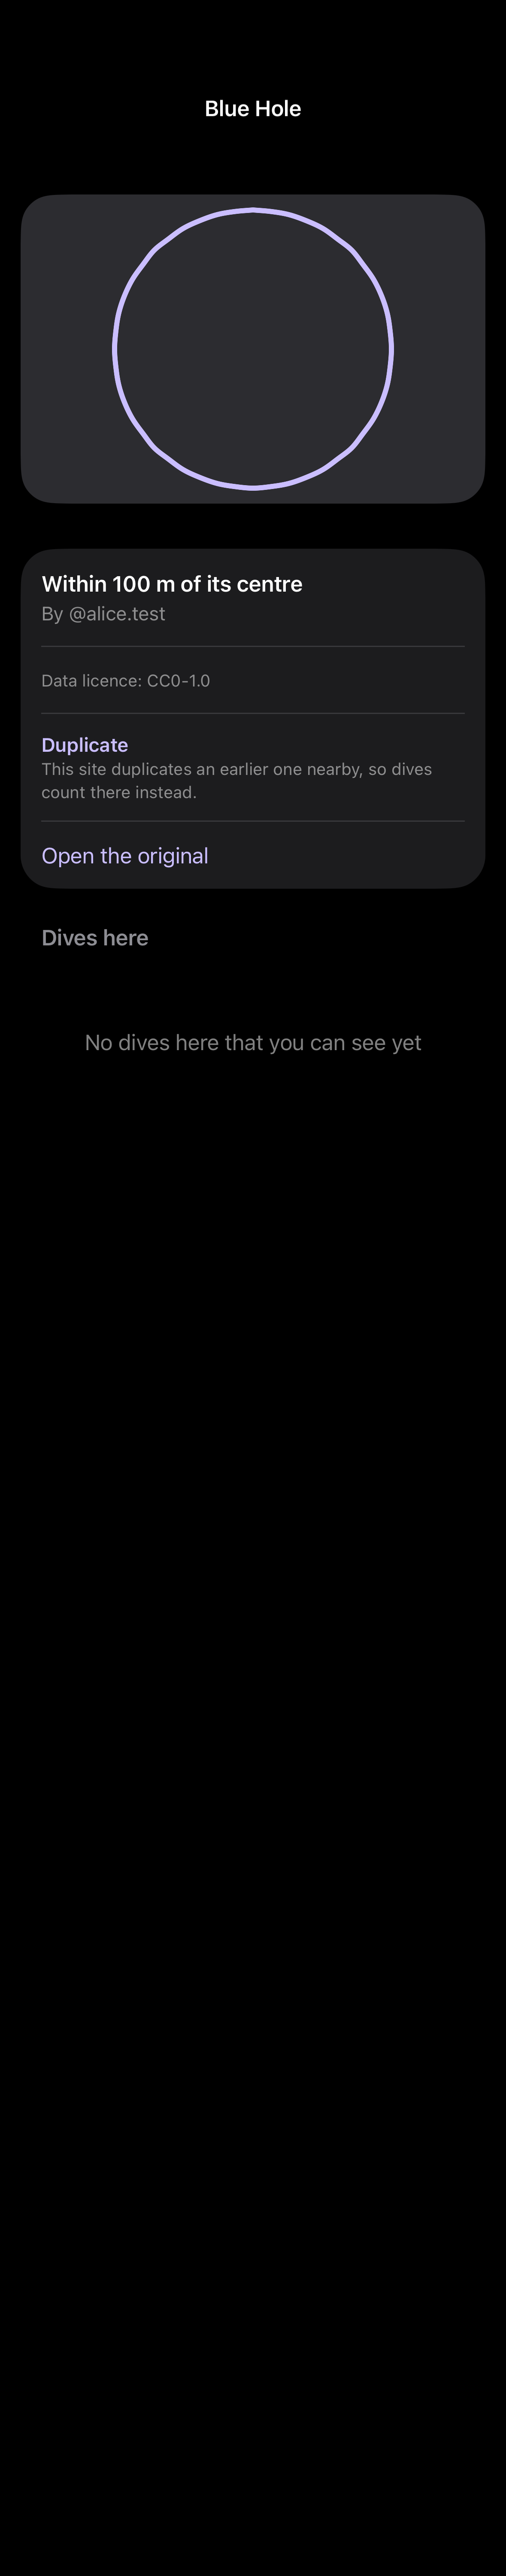 Blue Hole
Within 100 m of its centre
By @alice.test
Data licence: CC0-1.0
Duplicate
This site duplicates an earlier one nearby, so dives
count there instead.
Open the original
Dives here
No dives here that you can see yet